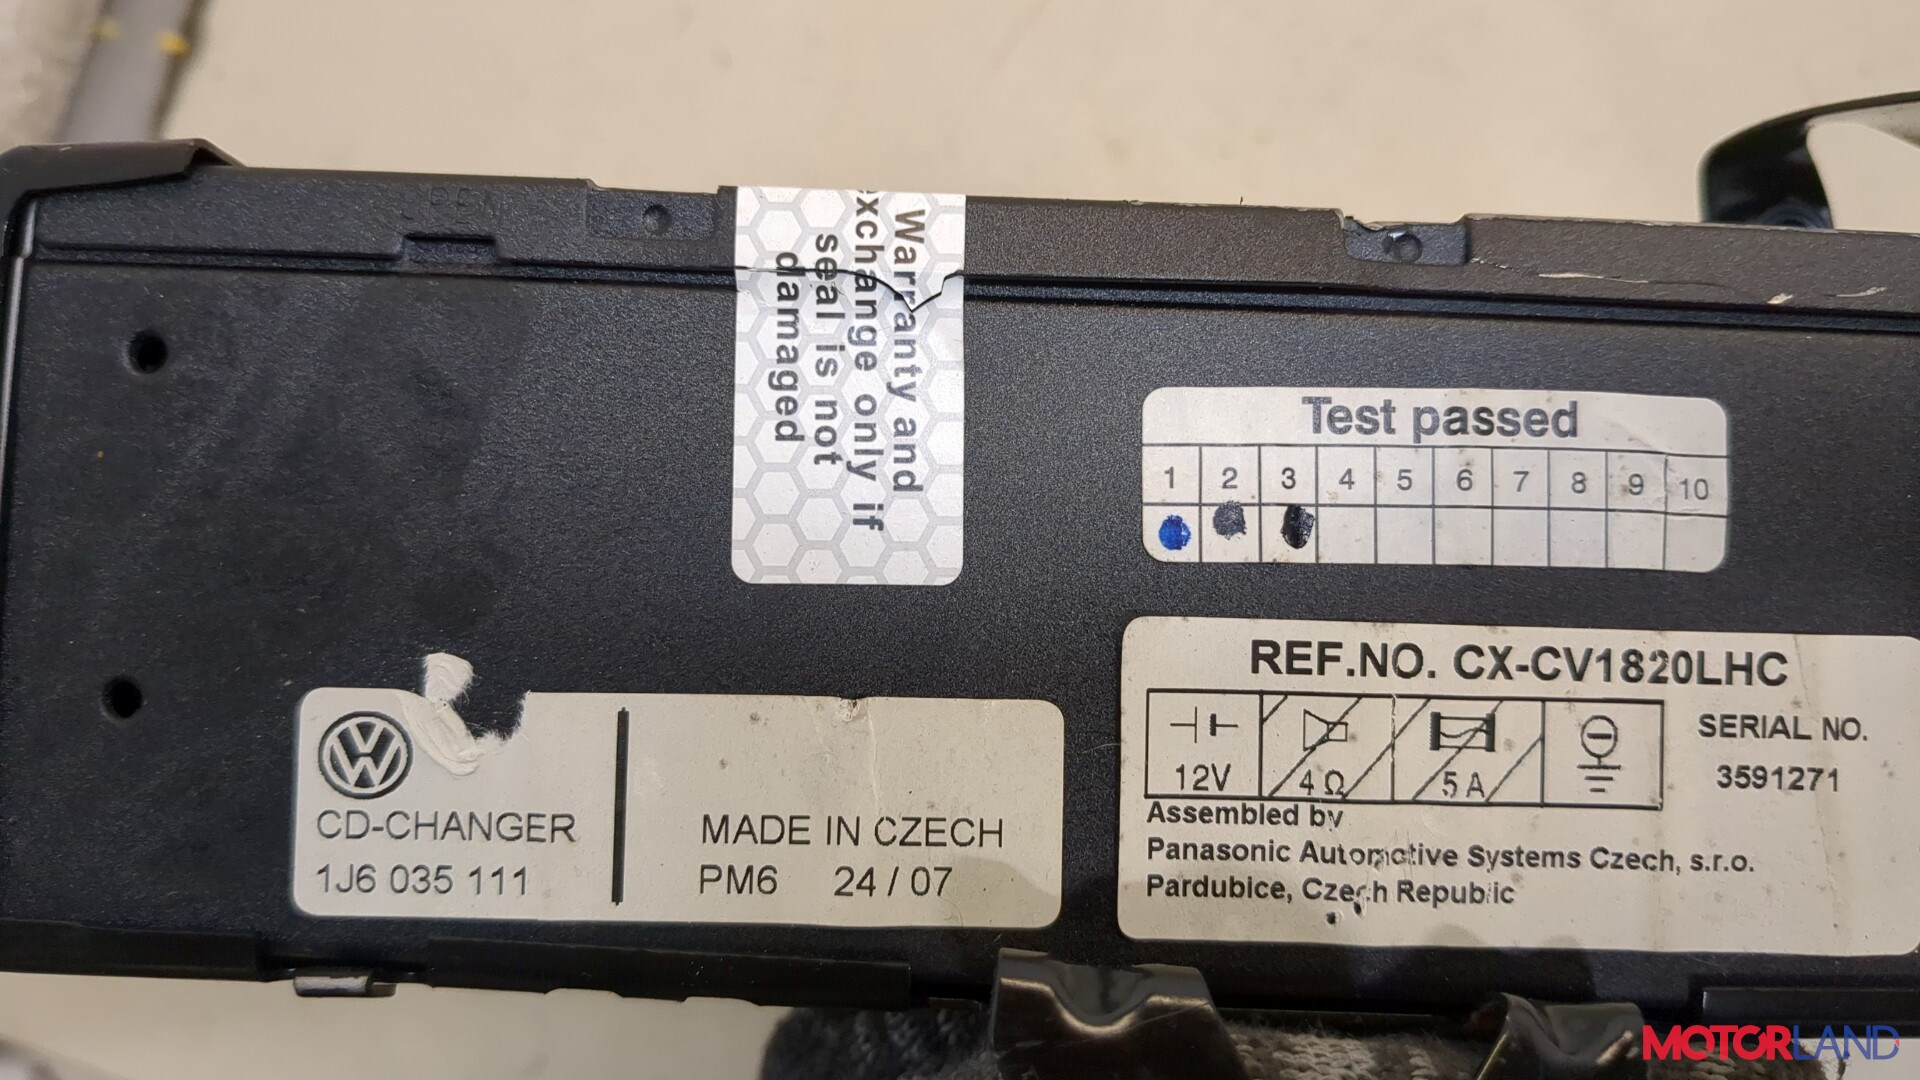 Warranty and
exchange only if
seal is not
damaged
Test passed
1 2 3 4 5 6 7 8 9 10
REF.NO. CX-CV1820LHC
12V 4 Ω 5 A
SERIAL NO.
3591271
Assembled by
Panasonic Automotive Systems Czech, s.r.o.
Pardubice, Czech Republic
CD-CHANGER
1J6 035 111
MADE IN CZECH
PM6 24 / 07
MOTORLAND